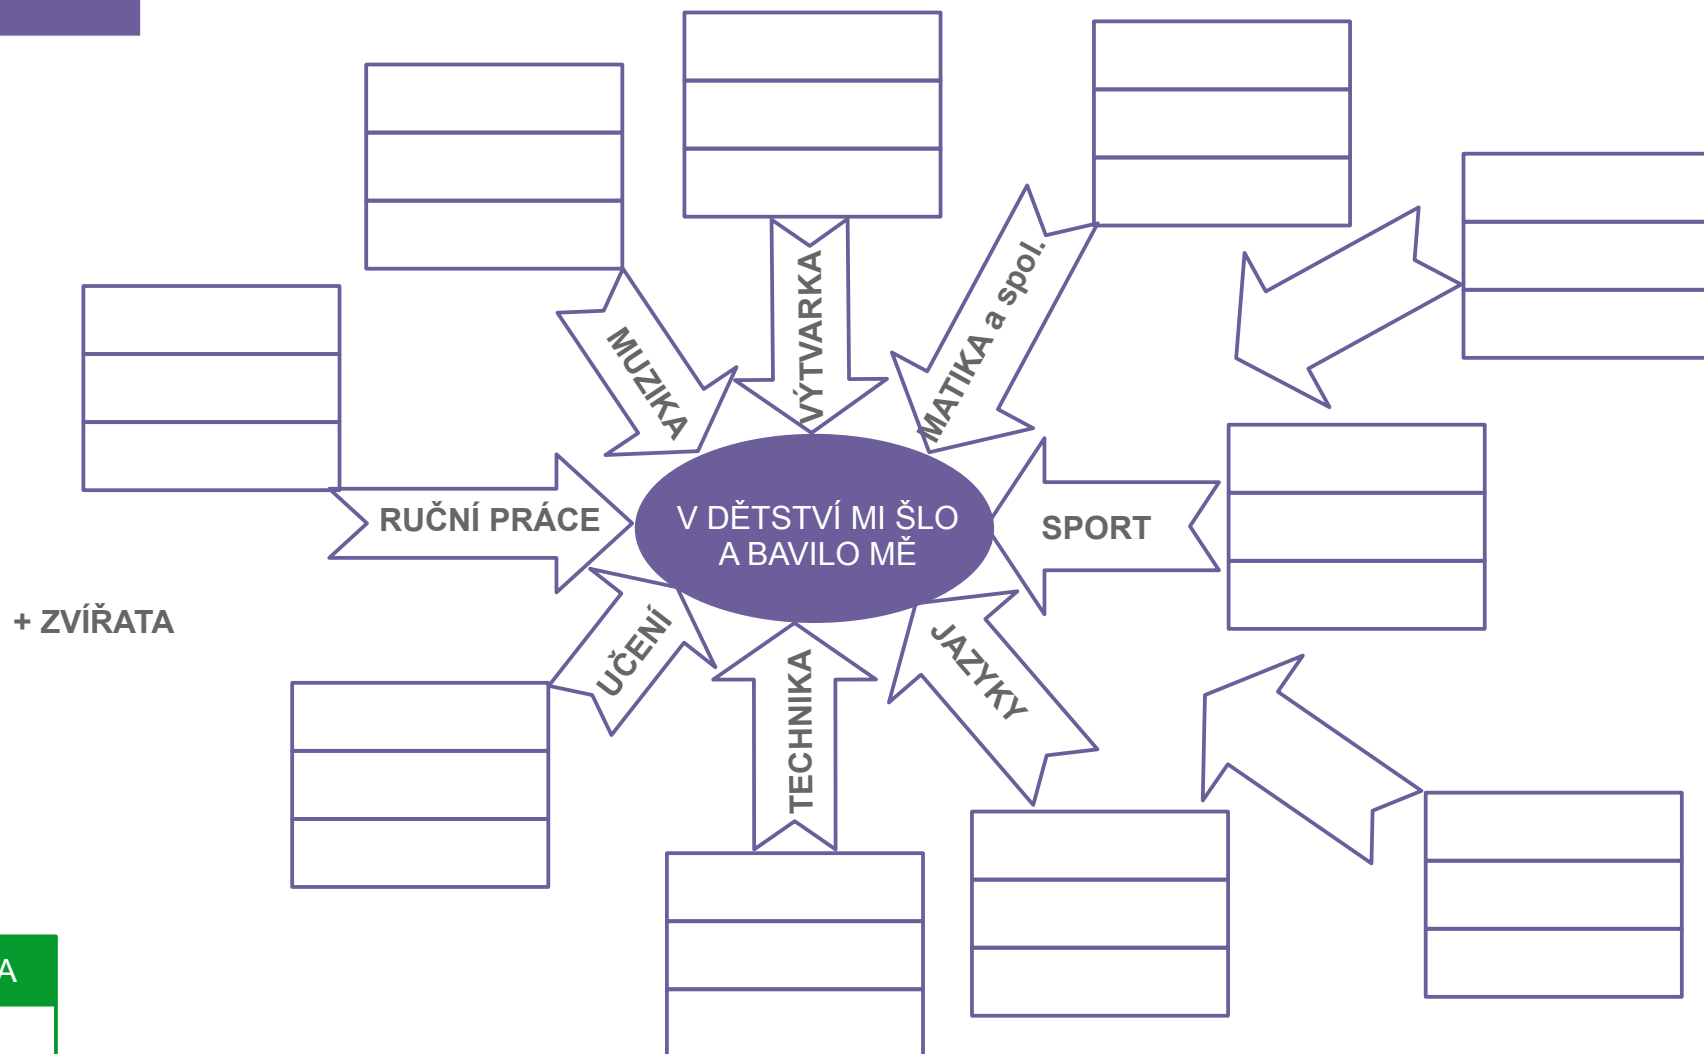 MUZIKA
VÝTVARKA
MATIKA a spol.
RUČNÍ PRÁCE
V DĚTSTVÍ MI ŠLO
A BAVILO MĚ
SPORT
+ ZVÍŘATA
UČENÍ
TECHNIKA
JAZYKY